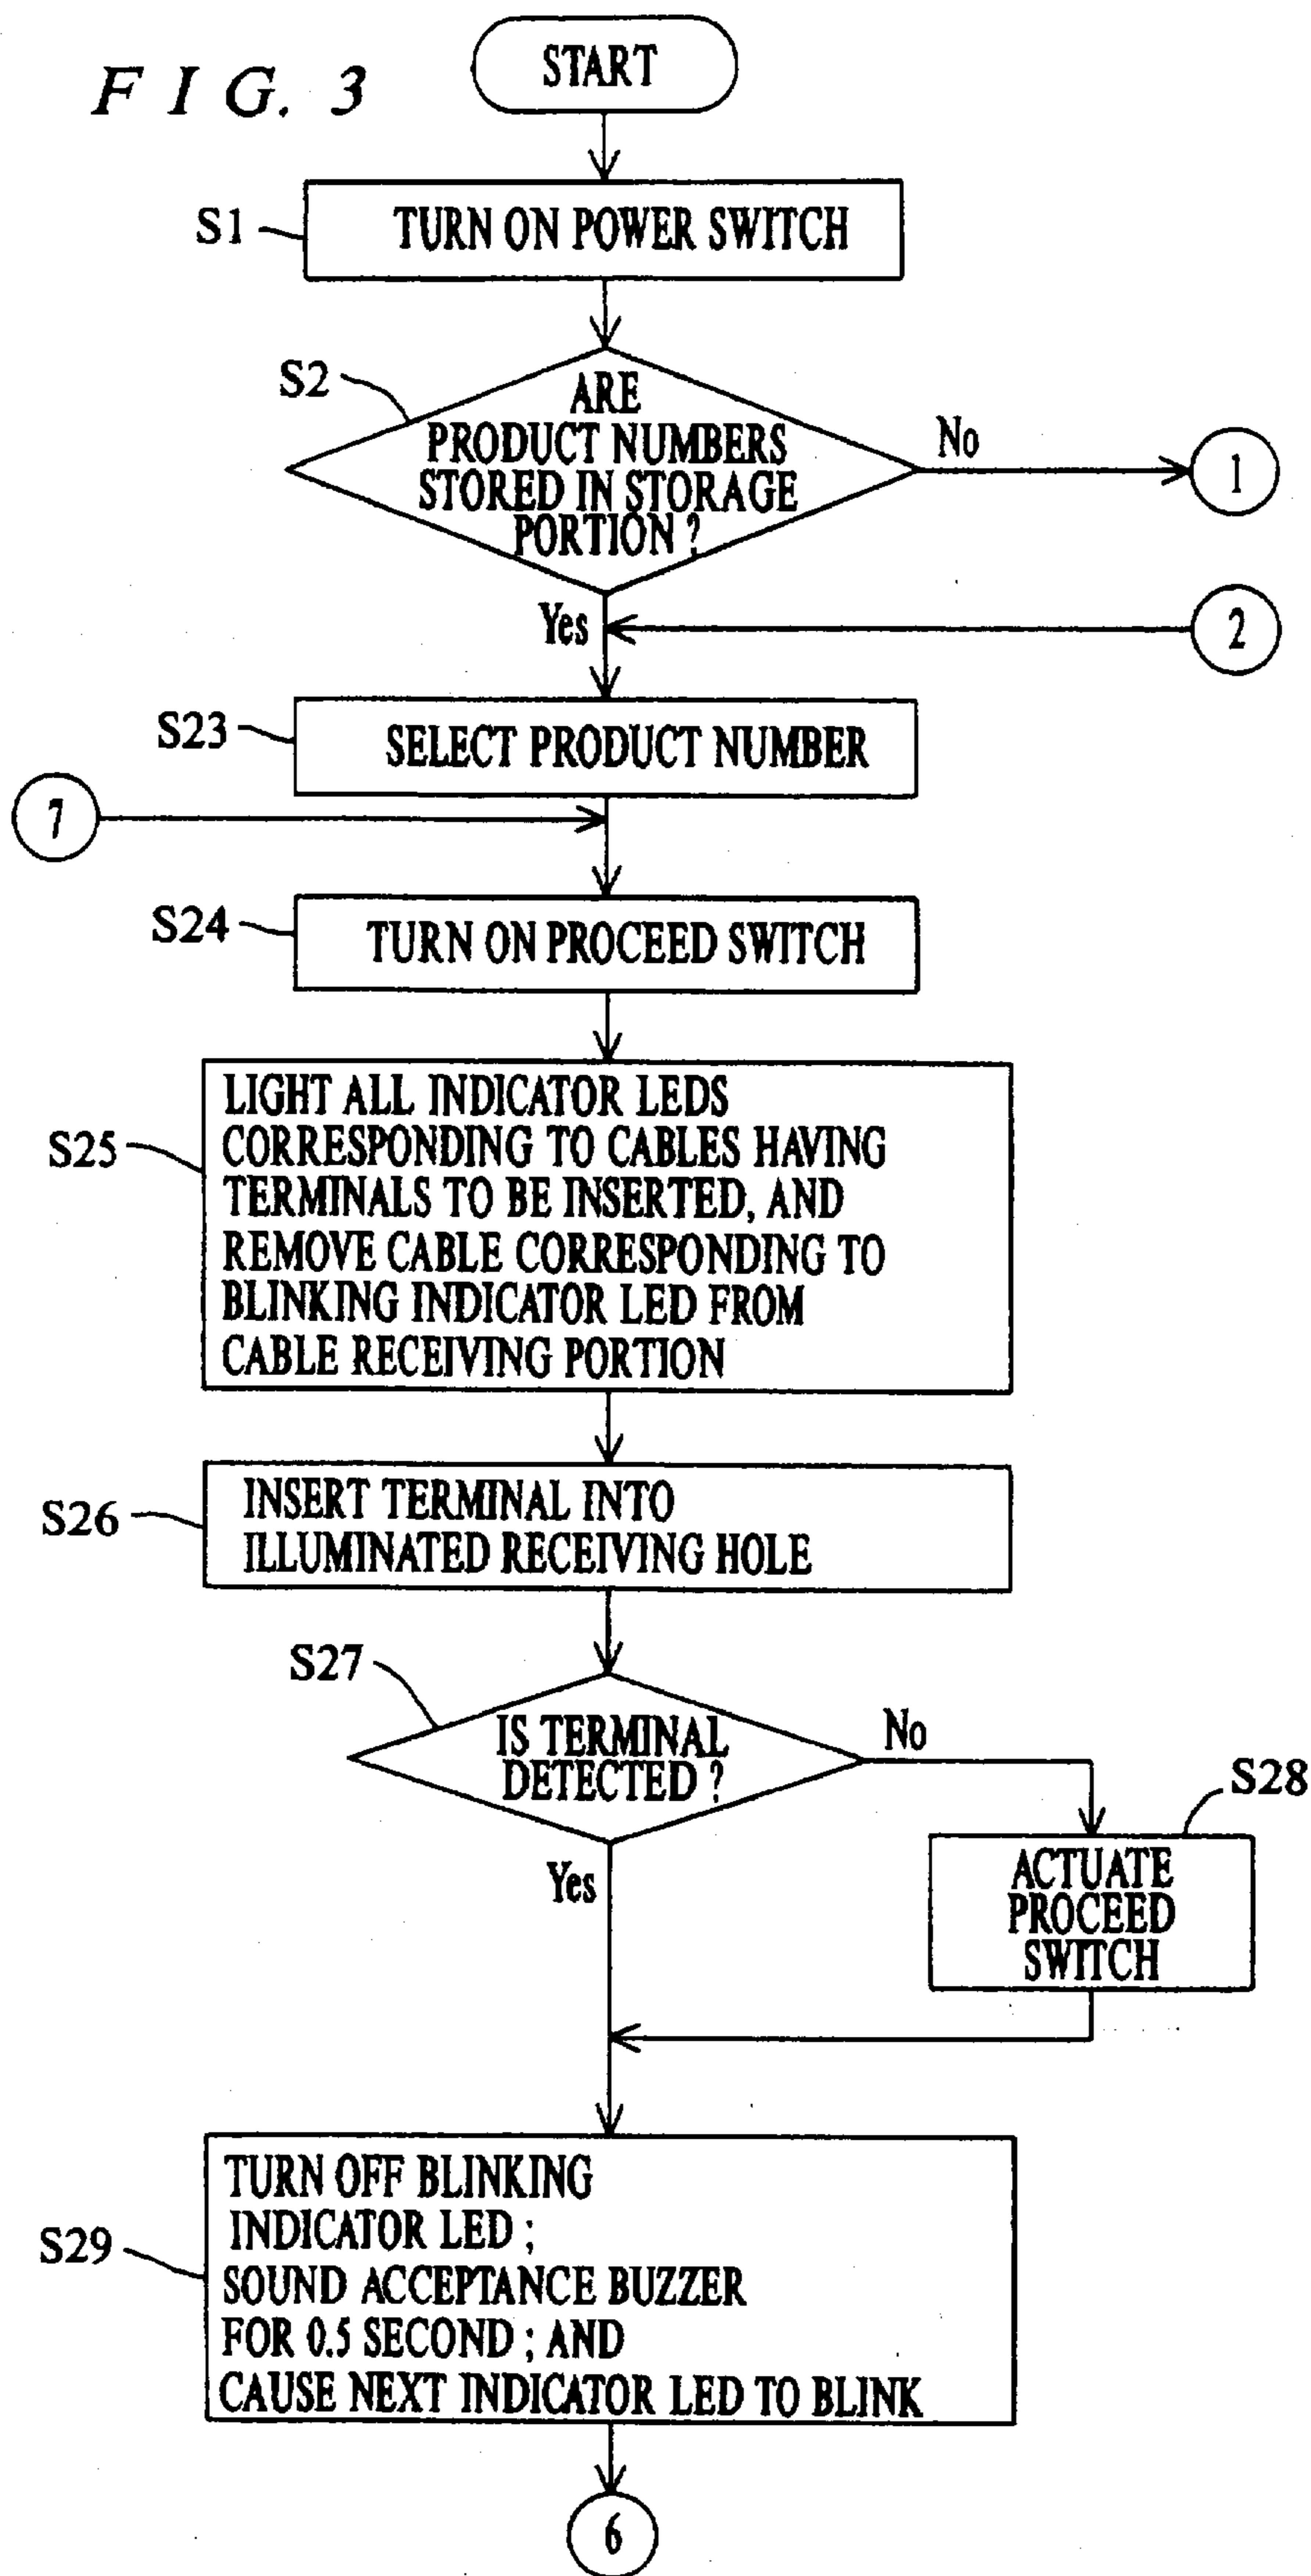 FIG. 3
START
S1
TURN ON POWER SWITCH
S2
ARE
PRODUCT NUMBERS
STORED IN STORAGE
PORTION ?
No
1
Yes
2
S23
SELECT PRODUCT NUMBER
7
S24
TURN ON PROCEED SWITCH
S25
LIGHT ALL INDICATOR LEDS
CORRESPONDING TO CABLES HAVING
TERMINALS TO BE INSERTED, AND
REMOVE CABLE CORRESPONDING TO
BLINKING INDICATOR LED FROM
CABLE RECEIVING PORTION
S26
INSERT TERMINAL INTO
ILLUMINATED RECEIVING HOLE
S27
IS TERMINAL
DETECTED ?
No
S28
ACTUATE
PROCEED
SWITCH
Yes
S29
TURN OFF BLINKING
INDICATOR LED ;
SOUND ACCEPTANCE BUZZER
FOR 0.5 SECOND ; AND
CAUSE NEXT INDICATOR LED TO BLINK
6